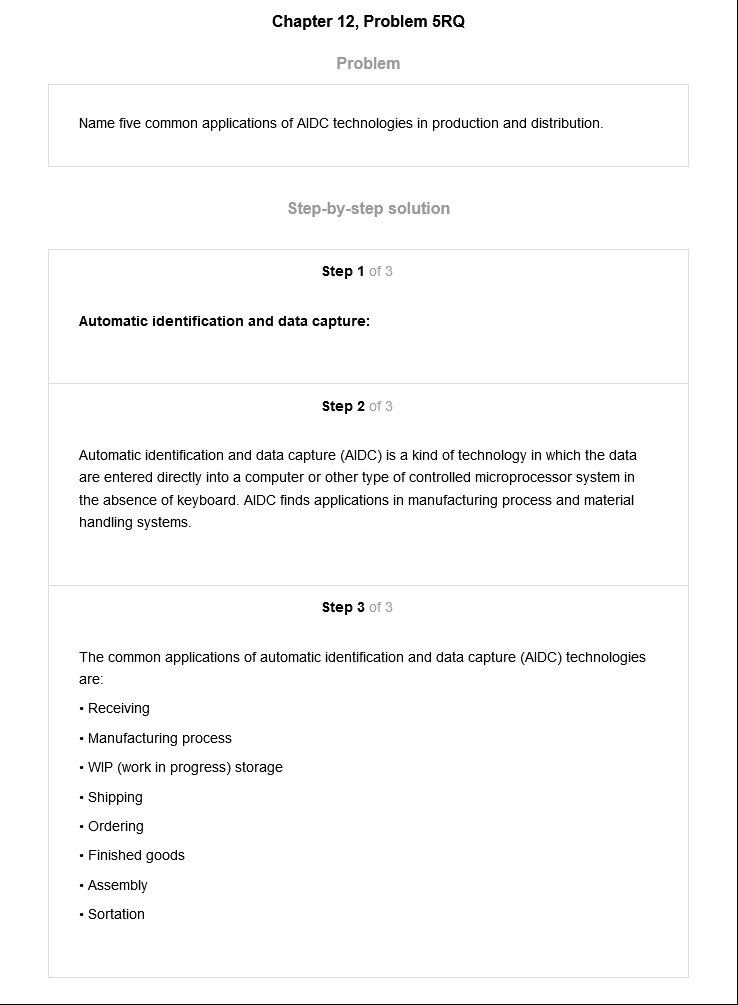 Chapter 12, Problem 5RQ
Problem
Name five common applications of AIDC technologies in production and distribution.
Step-by-step solution
Step 1 of 3
Automatic identification and data capture:
Step 2 of 3
Automatic identification and data capture (AIDC) is a kind of technology in which the data
are entered directly into a computer or other type of controlled microprocessor system in
the absence of keyboard. AIDC finds applications in manufacturing process and material
handling systems.
Step 3 of 3
The common applications of automatic identification and data capture (AIDC) technologies
are:
• Receiving
• Manufacturing process
• WIP (work in progress) storage
• Shipping
• Ordering
• Finished goods
• Assembly
• Sortation